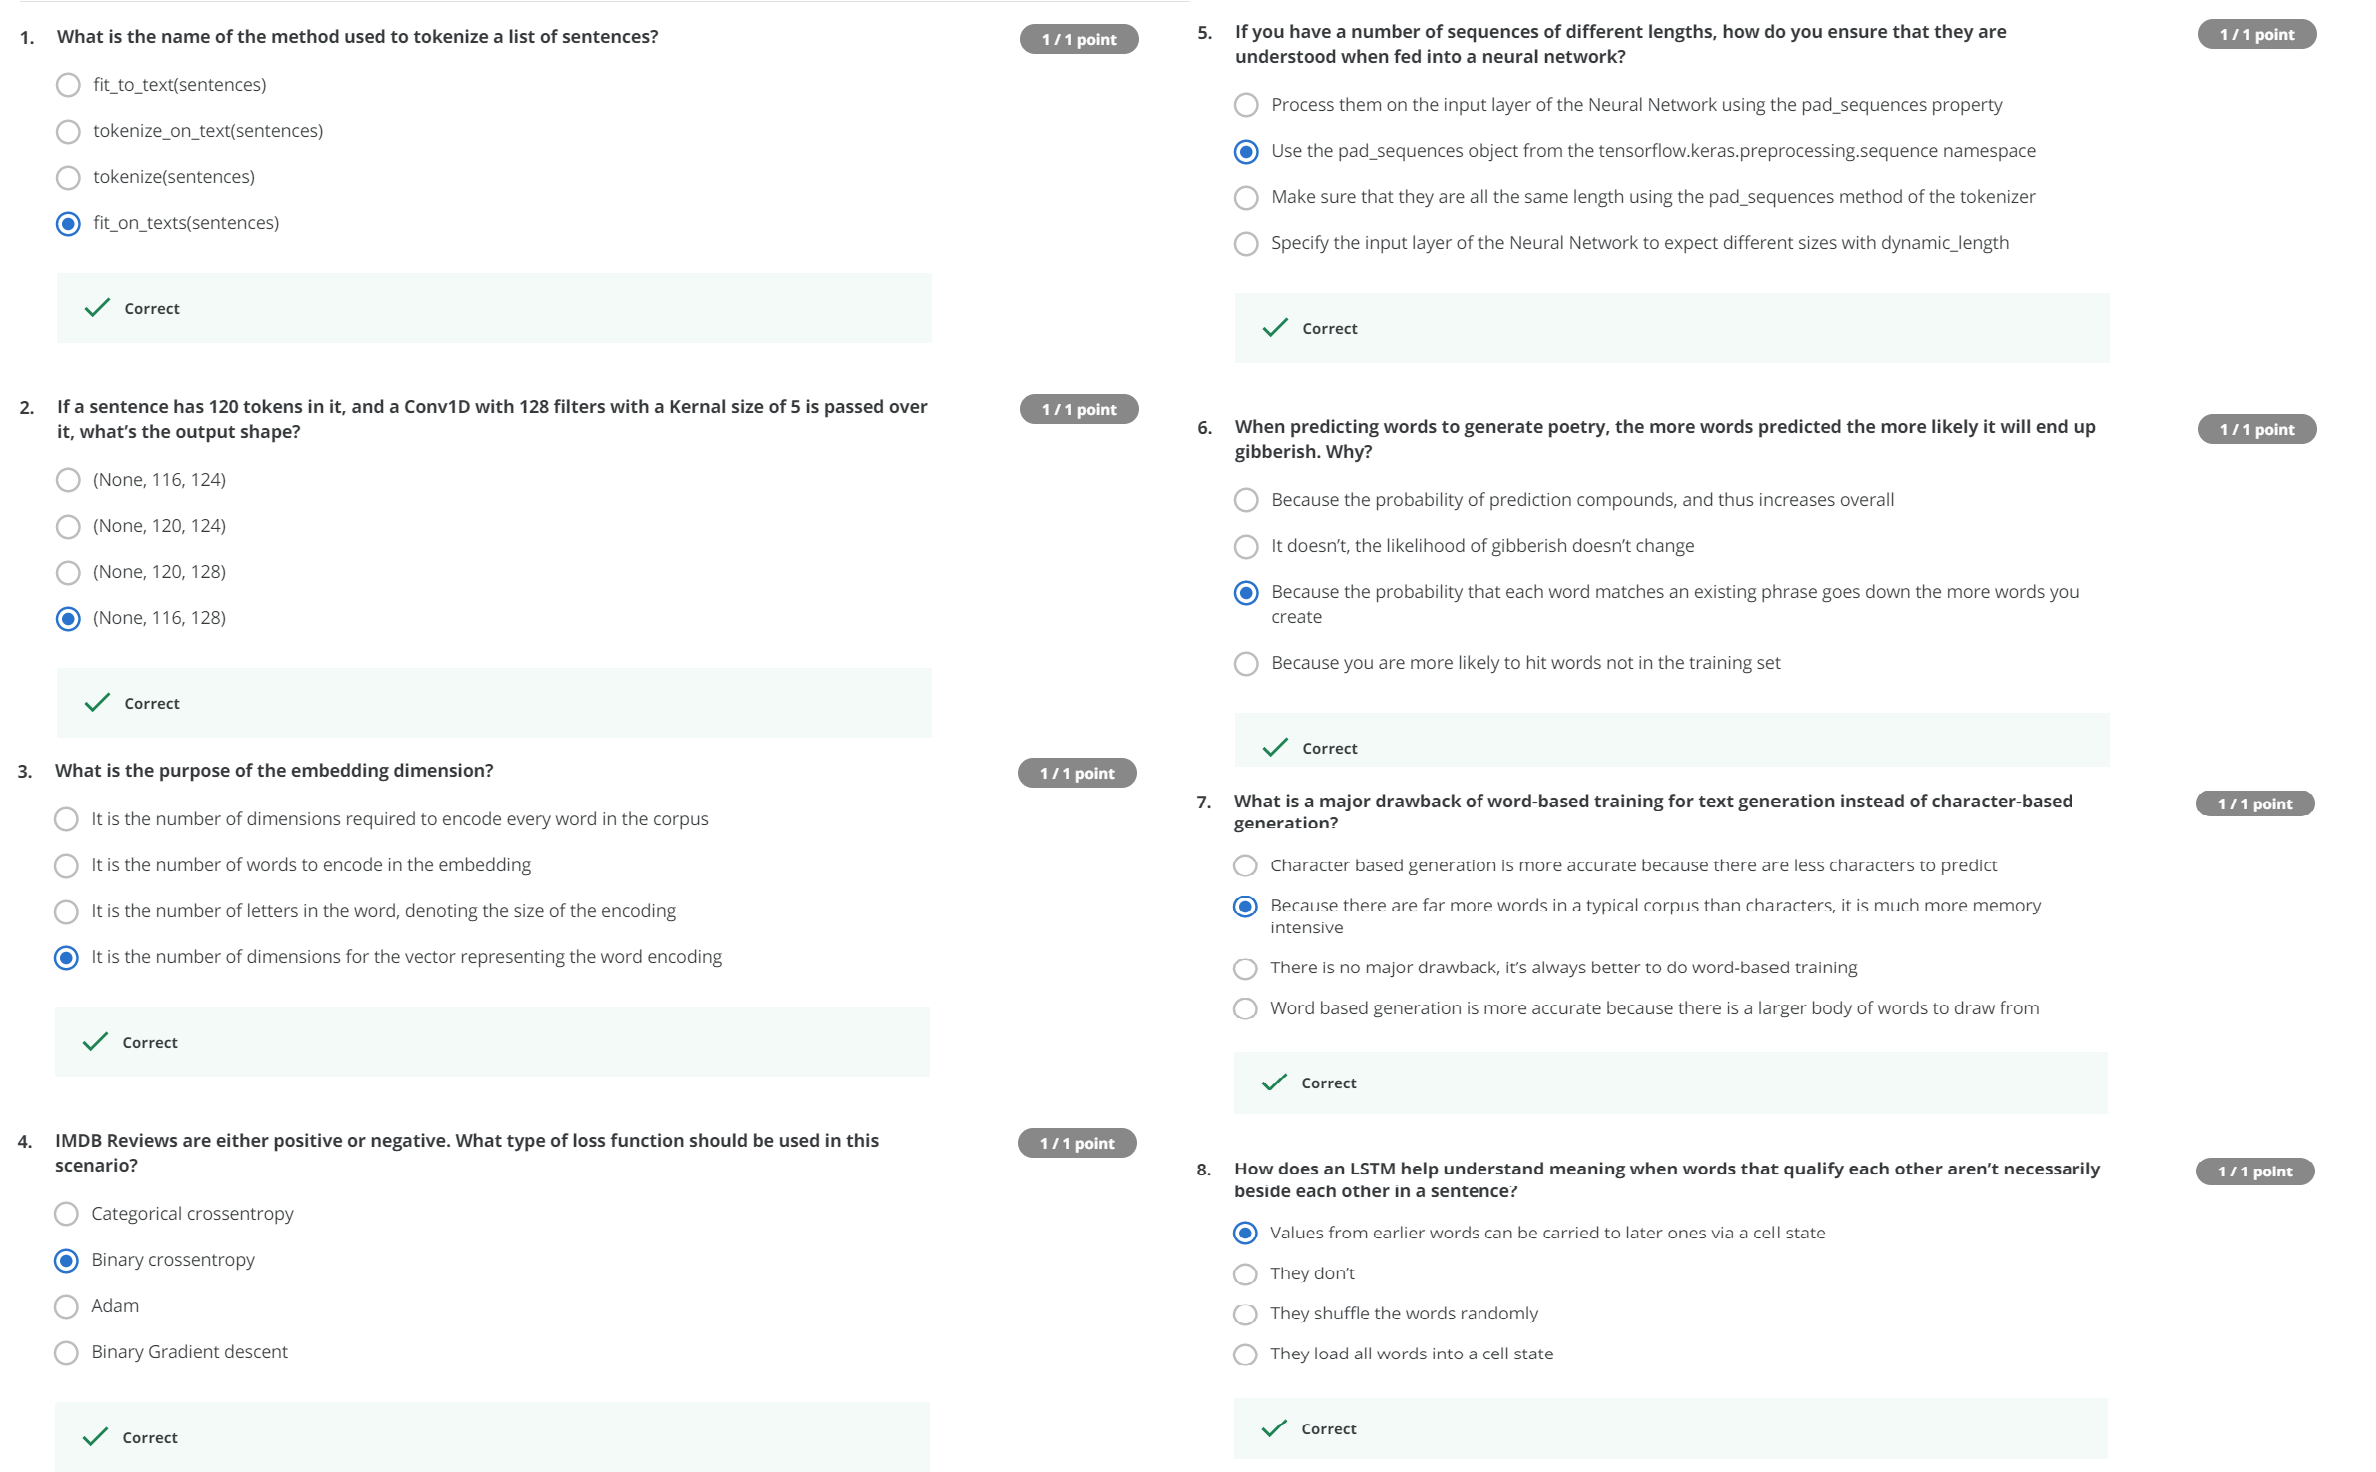 1. What is the name of the method used to tokenize a list of sentences?
1 / 1 point
fit_to_text(sentences)
tokenize_on_text(sentences)
tokenize(sentences)
fit_on_texts(sentences)
Correct
2. If a sentence has 120 tokens in it, and a Conv1D with 128 filters with a Kernal size of 5 is passed over
it, what’s the output shape?
1 / 1 point
(None, 116, 124)
(None, 120, 124)
(None, 120, 128)
(None, 116, 128)
Correct
3. What is the purpose of the embedding dimension?
1 / 1 point
It is the number of dimensions required to encode every word in the corpus
It is the number of words to encode in the embedding
It is the number of letters in the word, denoting the size of the encoding
It is the number of dimensions for the vector representing the word encoding
Correct
4. IMDB Reviews are either positive or negative. What type of loss function should be used in this
scenario?
1 / 1 point
Categorical crossentropy
Binary crossentropy
Adam
Binary Gradient descent
Correct
5. If you have a number of sequences of different lengths, how do you ensure that they are
understood when fed into a neural network?
1 / 1 point
Process them on the input layer of the Neural Network using the pad_sequences property
Use the pad_sequences object from the tensorflow.keras.preprocessing.sequence namespace
Make sure that they are all the same length using the pad_sequences method of the tokenizer
Specify the input layer of the Neural Network to expect different sizes with dynamic_length
Correct
6. When predicting words to generate poetry, the more words predicted the more likely it will end up
gibberish. Why?
1 / 1 point
Because the probability of prediction compounds, and thus increases overall
It doesn’t, the likelihood of gibberish doesn’t change
Because the probability that each word matches an existing phrase goes down the more words you
create
Because you are more likely to hit words not in the training set
Correct
7. What is a major drawback of word-based training for text generation instead of character-based
generation?
1 / 1 point
Character based generation is more accurate because there are less characters to predict
Because there are far more words in a typical corpus than characters, it is much more memory
intensive
There is no major drawback, it’s always better to do word-based training
Word based generation is more accurate because there is a larger body of words to draw from
Correct
8. How does an LSTM help understand meaning when words that qualify each other aren’t necessarily
beside each other in a sentence?
1 / 1 point
Values from earlier words can be carried to later ones via a cell state
They don’t
They shuffle the words randomly
They load all words into a cell state
Correct